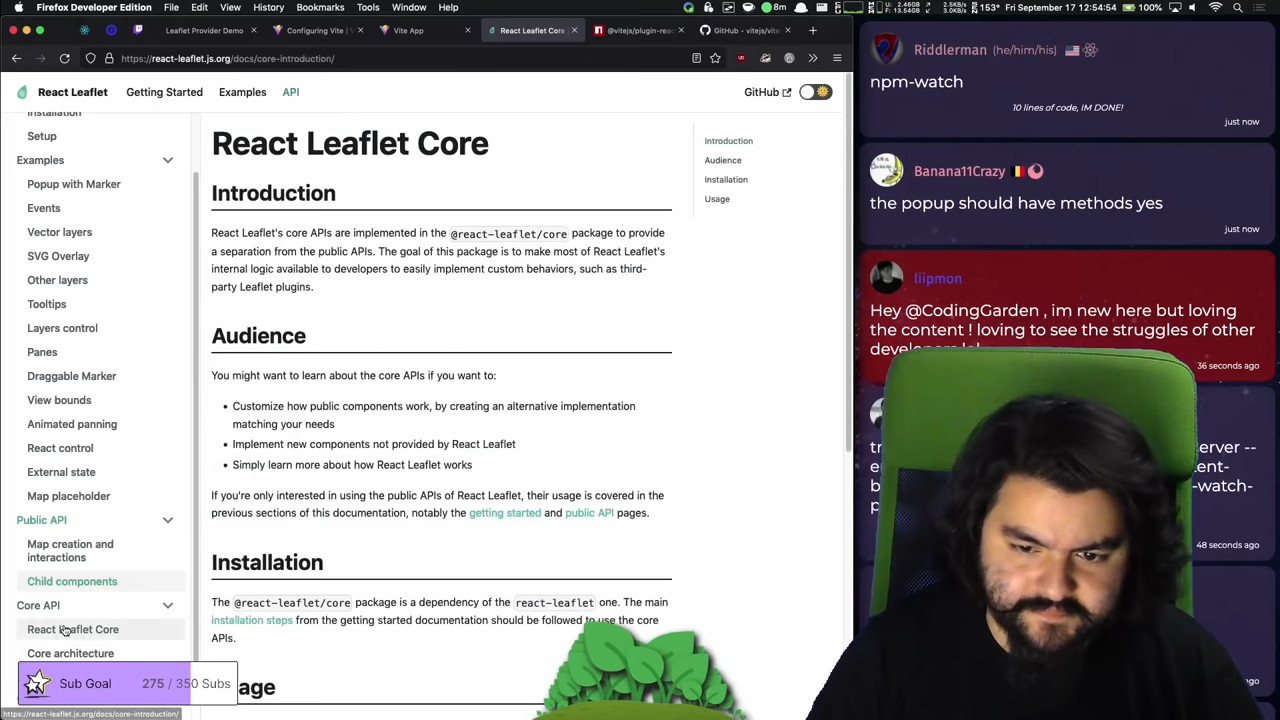 Firefox Developer Edition File Edit View History Bookmarks Tools Window Help
8m
153° Fri September 17 12:54:54
100%
Leaflet Provider Demo
Configuring Vite |
Vite App
React Leaflet Core
@vitejs/plugin-reac
GitHub - vitejs/vite
https://react-leaflet.js.org/docs/core-introduction/
React Leaflet Getting Started Examples API
GitHub
Installation
Setup
Examples
Popup with Marker
Events
Vector layers
SVG Overlay
Other layers
Tooltips
Layers control
Panes
Draggable Marker
View bounds
Animated panning
React control
External state
Map placeholder
Public API
Map creation and
interactions
Child components
Core API
React Leaflet Core
Core architecture
Sub Goal 275 / 350 Subs
https://react-leaflet.js.org/docs/core-introduction/
React Leaflet Core
Introduction
React Leaflet's core APIs are implemented in the @react-leaflet/core package to provide
a separation from the public APIs. The goal of this package is to make most of React Leaflet's
internal logic available to developers to easily implement custom behaviors, such as third-
party Leaflet plugins.
Audience
You might want to learn about the core APIs if you want to:
• Customize how public components work, by creating an alternative implementation
matching your needs
• Implement new components not provided by React Leaflet
• Simply learn more about how React Leaflet works
If you're only interested in using the public APIs of React Leaflet, their usage is covered in the
previous sections of this documentation, notably the getting started and public API pages.
Installation
The @react-leaflet/core package is a dependency of the react-leaflet one. The main
installation steps from the getting started documentation should be followed to use the core
APIs.
age
Introduction
Audience
Installation
Usage
Riddlerman (he/him/his)
npm-watch
10 lines of code, IM DONE!
just now
Banana11Crazy
the popup should have methods yes
just now
liipmon
Hey @CodingGarden , im new here but loving
the content ! loving to see the struggles of other
36 seconds ago
erver --
48 seconds ago